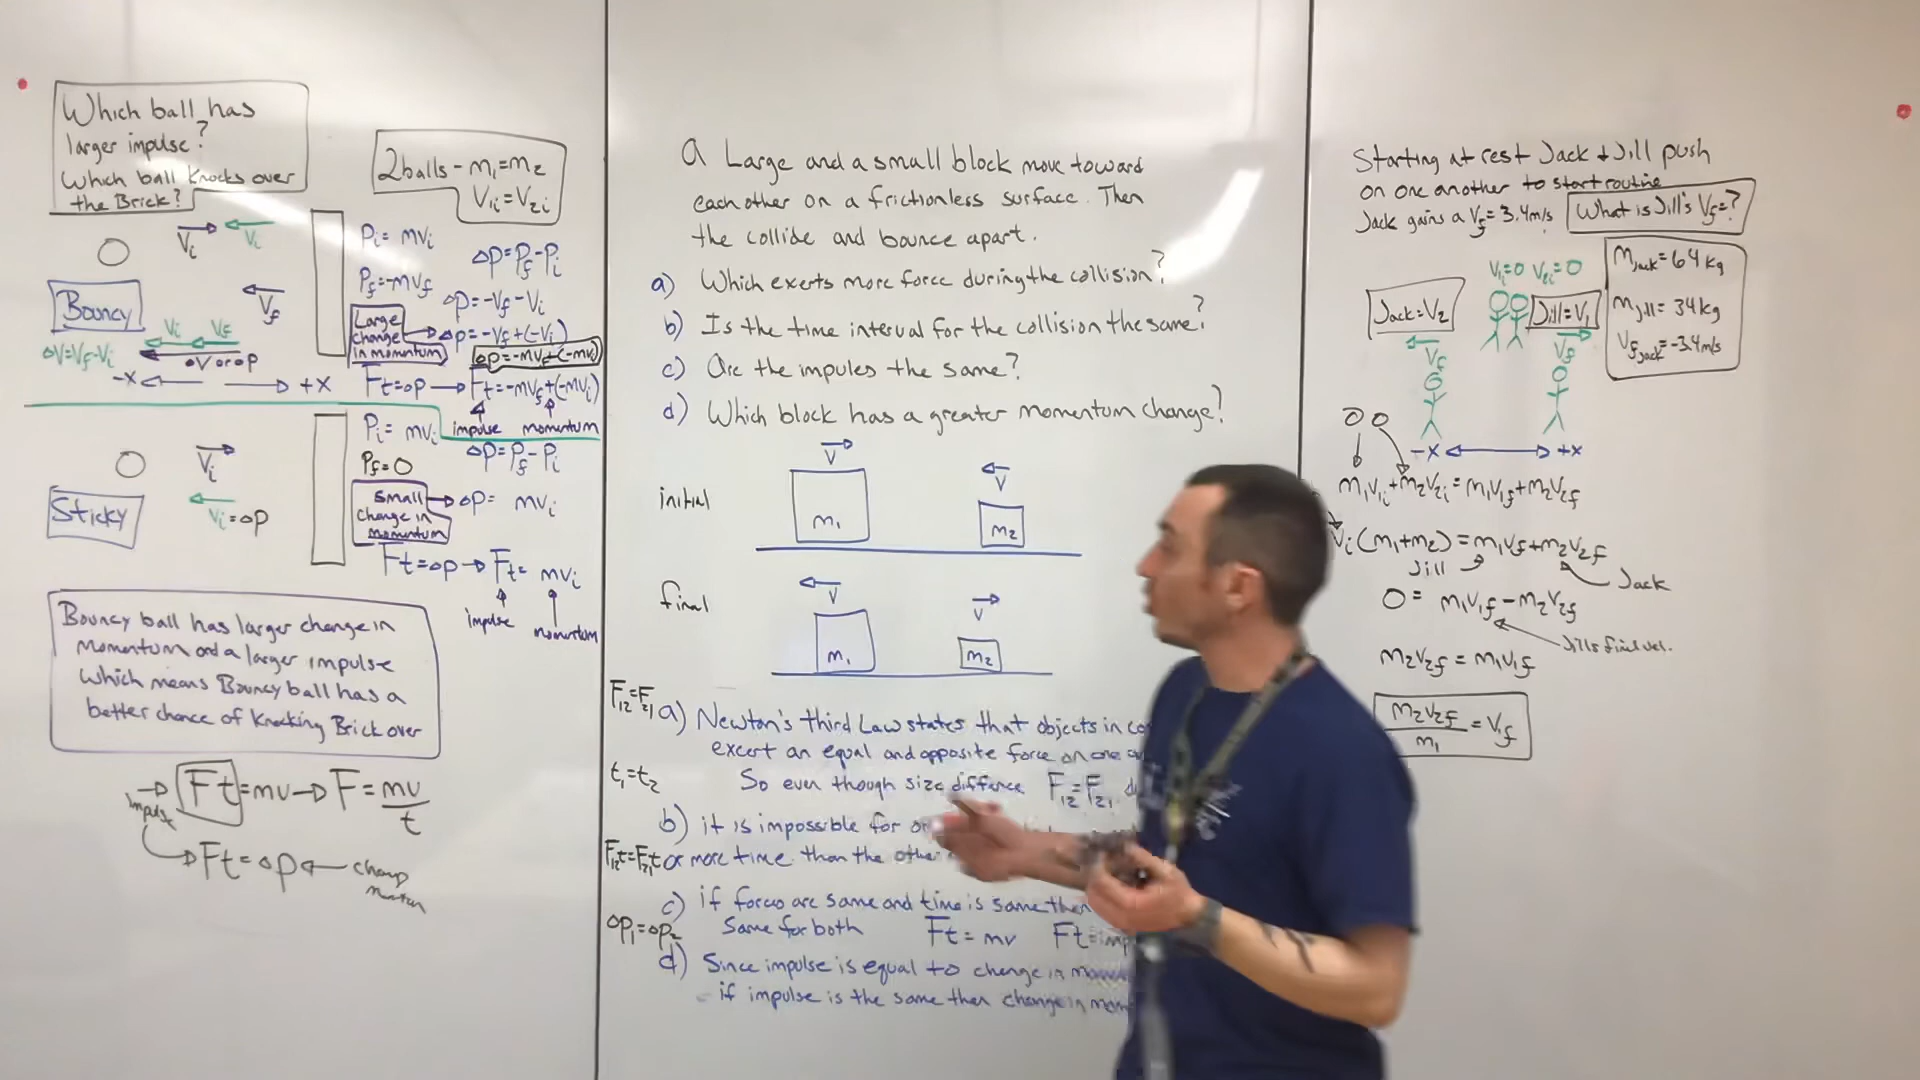 Which ball has
larger impulse?
Which ball knocks over
the Brick?
2 balls - m₁=m₂
V₁ᵢ=V₂ᵢ
Vᵢ
Vᵢ
Bouncy
Vf
Vᵢ Vf
ΔV=Vf-Vᵢ
ΔV or Δp
-X +X
Pᵢ= mVᵢ
Pf=-mVf
Δp=Pf-Pᵢ
Δp=-Vf-Vᵢ
Large
change
in momentum
Δp=-Vf+(-Vᵢ)
Δp=-mVf+(-mVᵢ)
Ft=Δp → Ft=-mVf+(-mVᵢ)
impulse momentum
Vᵢ
Sticky
Vᵢ=Δp
Pᵢ= mVᵢ
Pf=0
Δp=Pf-Pᵢ
Small
change in
momentum
Δp= mVᵢ
Ft=Δp → Ft= mVᵢ
impulse momentum
Bouncy ball has larger change in
momentum and a larger impulse
which means Bouncy ball has a
better chance of knocking Brick over
Ft=mv → F=mv/t
impulse
Ft=Δp ←
a Large and a small block move toward
each other on a frictionless surface. Then
the collide and bounce apart.
a) Which exerts more force during the collision?
b) Is the time interval for the collision the same?
c) Are the impules the same?
d) Which block has a greater momentum change?
initial
V
m₁
V
m₂
final
V
m₁
V
m₂
F₁₂=F₂₁ a) Newton's third Law states that objects in
excert an equal and opposite force on one
t₁=t₂ So even though size differnce F₁₂=F₂₁
b) it is impossible for
F₁₂t=F₂₁t or more time than the other
c) if forces are same and time is same then
Δp₁=Δp₂ Same for both Ft=mv Ft=
d) Since impulse is equal to change in
if impulse is the same then change in
Starting at rest Jack & Jill push
on one another to start routine
Jack gains a Vf=3.4m/s What is Jill's Vf=?
mJack=64kg
mJill=34kg
VfJack=-3.4m/s
V₁ᵢ=0 V₂ᵢ=0
Jack=V₂
Jill=V₁
Vf
Vf
-X +X
m₁V₁ᵢ+m₂V₂ᵢ=m₁V₁f+m₂V₂f
Vᵢ(m₁+m₂)=m₁V₁f+m₂V₂f
Jill
Jack
0= m₁V₁f-m₂V₂f
Jills final vel.
m₂V₂f=m₁V₁f
m₂V₂f/m₁=V₁f